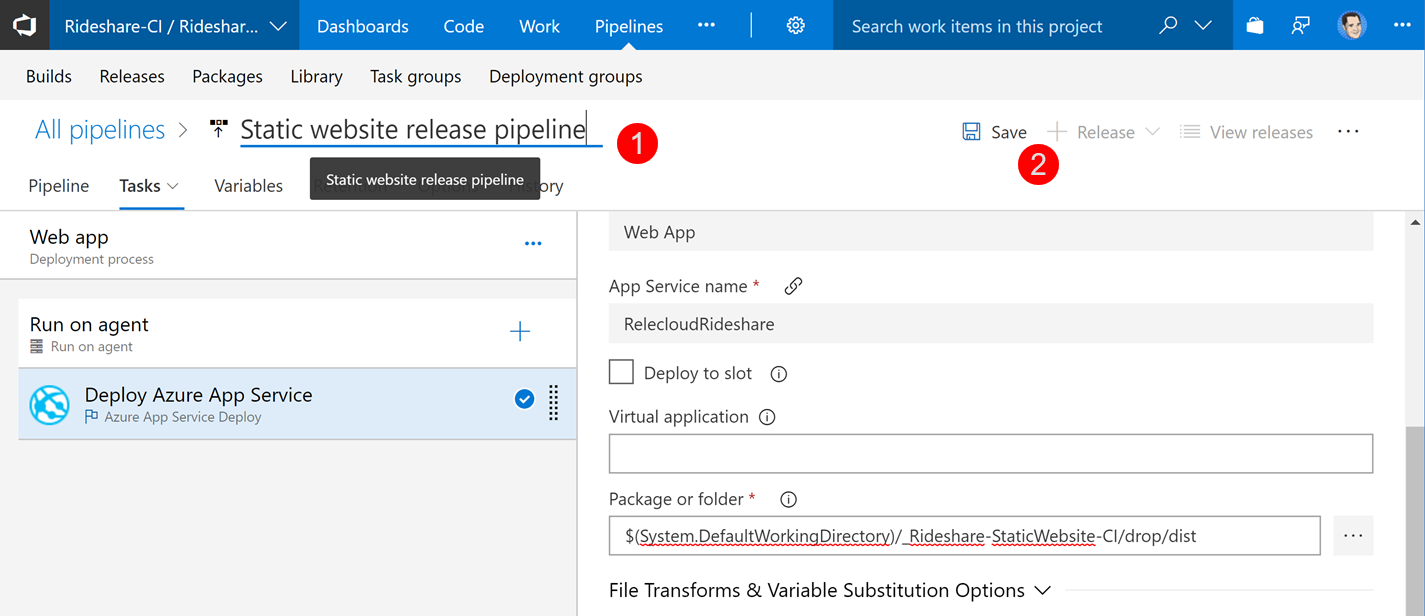 Rideshare-CI / Rideshar...
Dashboards
Code
Work
Pipelines
...
Search work items in this project
...
Builds
Releases
Packages
Library
Task groups
Deployment groups
All pipelines
Static website release pipeline
1
Save
Release
View releases
...
2
Pipeline
Tasks
Variables
Static website release pipeline
History
Web app
...
Deployment process
Run on agent
Run on agent
Deploy Azure App Service
Azure App Service Deploy
Web App
App Service name *
RelecloudRideshare
Deploy to slot
Virtual application
Package or folder *
$(System.DefaultWorkingDirectory)/_Rideshare-StaticWebsite-CI/drop/dist
...
File Transforms & Variable Substitution Options